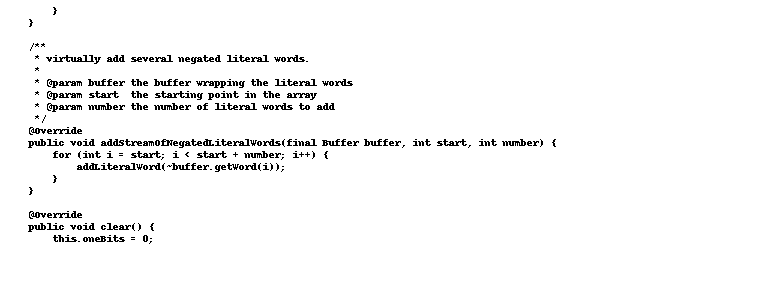 }
    }

    /**
     * virtually add several negated literal words.
     *
     * @param buffer the buffer wrapping the literal words
     * @param start  the starting point in the array
     * @param number the number of literal words to add
     */
    @Override
    public void addStreamOfNegatedLiteralWords(final Buffer buffer, int start, int number) {
        for (int i = start; i < start + number; i++) {
            addLiteralWord(~buffer.getWord(i));
        }
    }

    @Override
    public void clear() {
        this.oneBits = 0;